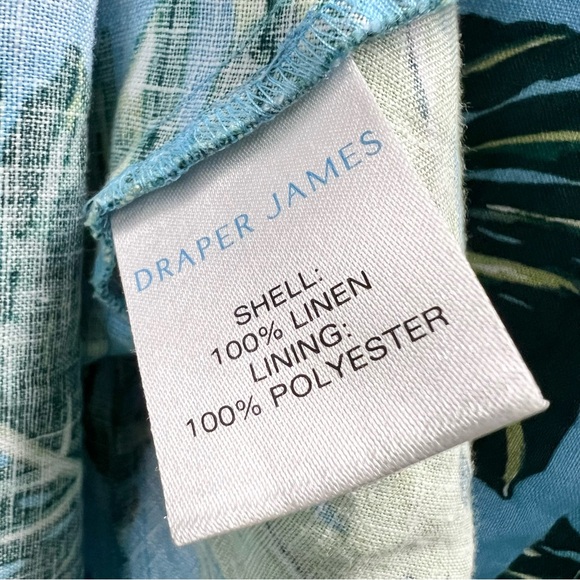 DRAPER JAMES
SHELL:
100% LINEN
LINING:
100% POLYESTER